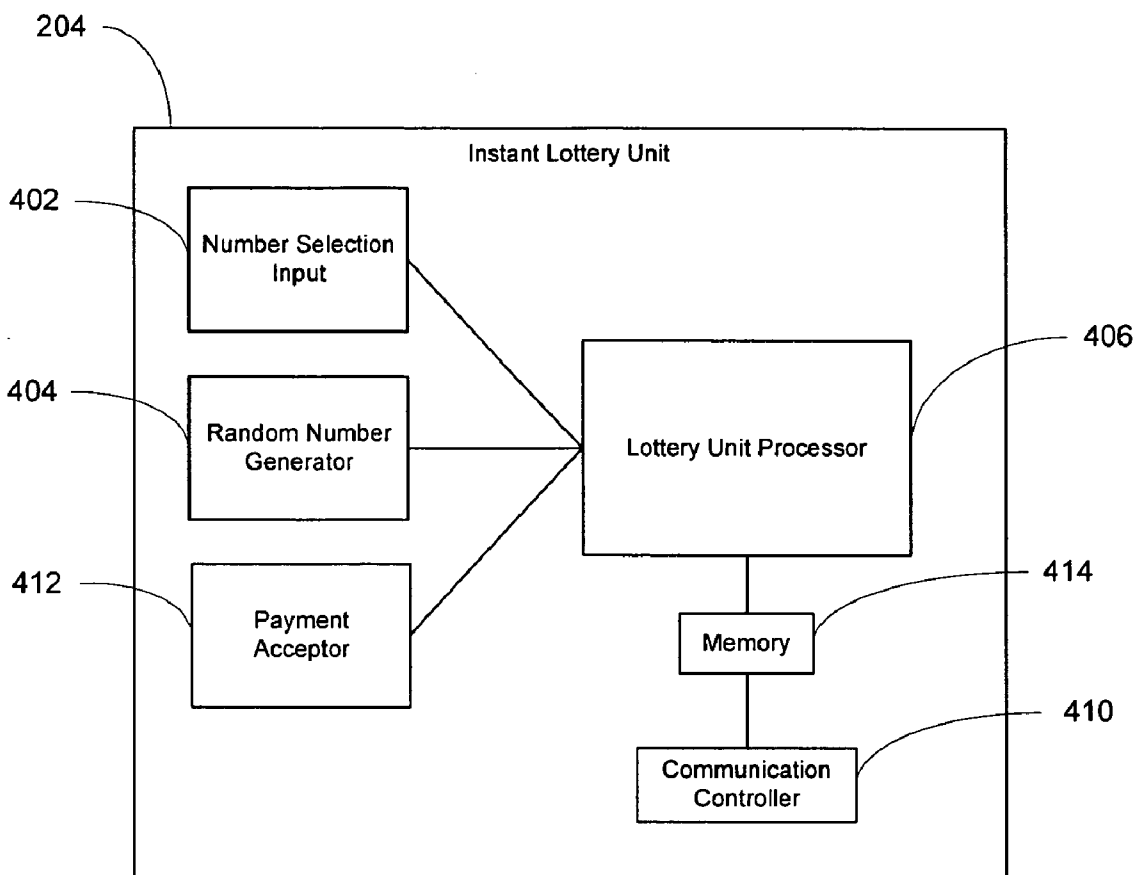 204
Instant Lottery Unit
402
Number Selection
Input
406
404
Random Number
Generator
Lottery Unit Processor
412
Payment
Acceptor
414
Memory
410
Communication
Controller